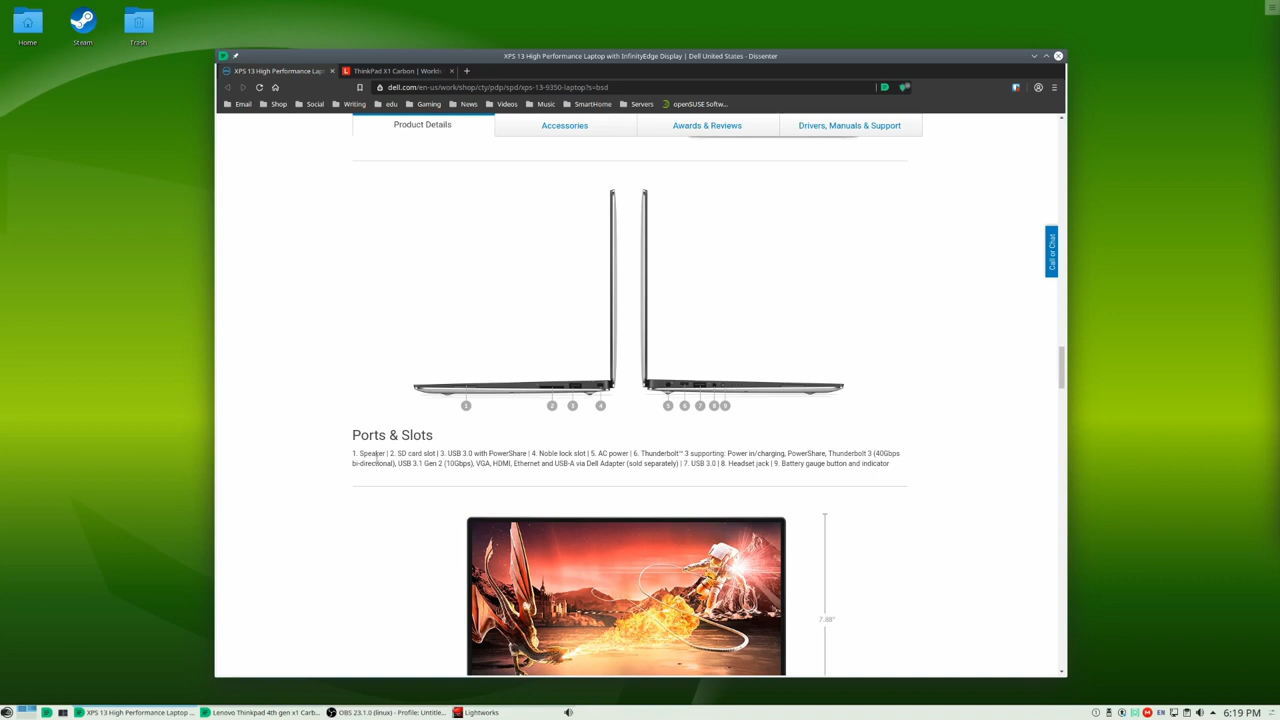 Home
Steam
Trash
XPS 13 High Performance Laptop with InfinityEdge Display | Dell United States - Dissenter
XPS 13 High Performance Lap
ThinkPad X1 Carbon | World's
dell.com/en-us/work/shop/cty/pdp/spd/xps-13-9350-laptop?s=bsd
Email
Shop
Social
Writing
edu
Gaming
News
Videos
Music
SmartHome
Servers
openSUSE Softw...
Product Details
Accessories
Awards & Reviews
Drivers, Manuals & Support
Call or Chat
1
2
3
4
5
6
7
8
9
Ports & Slots
1. Speaker | 2. SD card slot | 3. USB 3.0 with PowerShare | 4. Noble lock slot | 5. AC power | 6. Thunderbolt™ 3 supporting: Power in/charging, PowerShare, Thunderbolt 3 (40Gbps
bi-directional), USB 3.1 Gen 2 (10Gbps), VGA, HDMI, Ethernet and USB-A via Dell Adapter (sold separately) | 7. USB 3.0 | 8. Headset jack | 9. Battery gauge button and indicator
7.88"
XPS 13 High Performance Laptop ...
Lenovo Thinkpad 4th gen x1 Carb...
OBS 23.1.0 (linux) - Profile: Untitle...
Lightworks
EN
6:19 PM